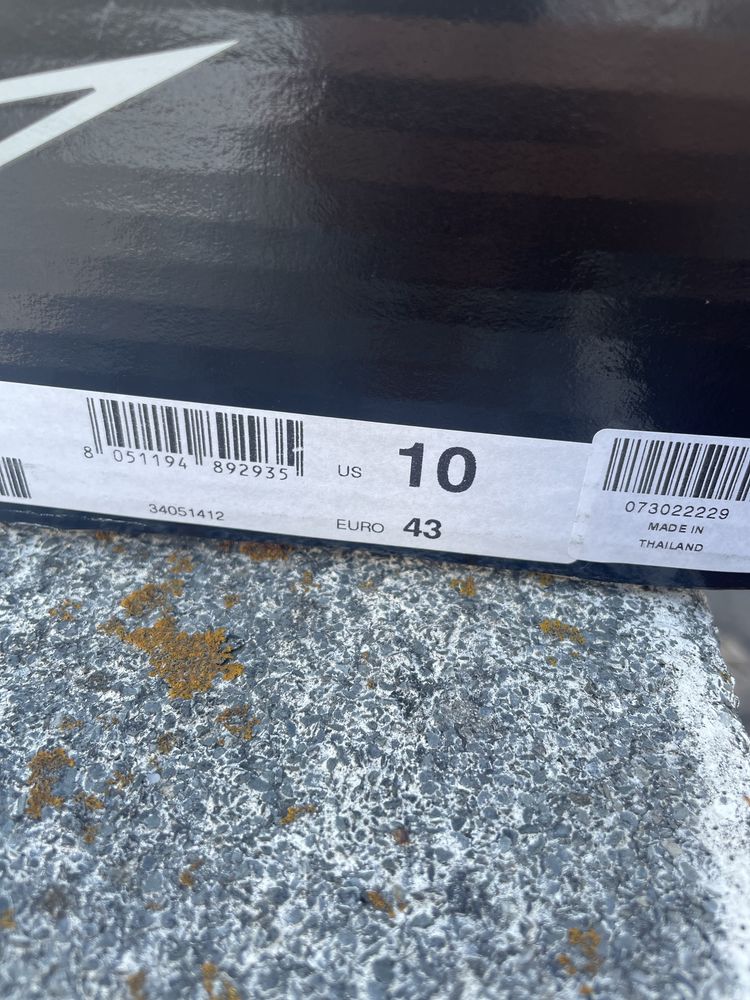 8 051194 892935
34051412
US 10
EURO 43
073022229
MADE IN
THAILAND